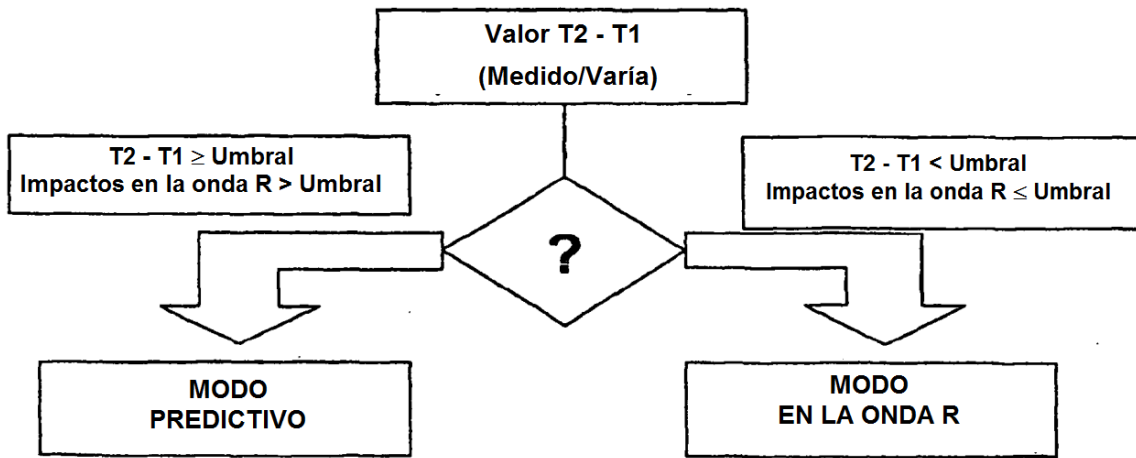 Valor T2 - T1
(Medido/Varía)
T2 - T1 ≥ Umbral
Impactos en la onda R > Umbral
T2 - T1 < Umbral
Impactos en la onda R ≤ Umbral
?
MODO
PREDICTIVO
MODO
EN LA ONDA R